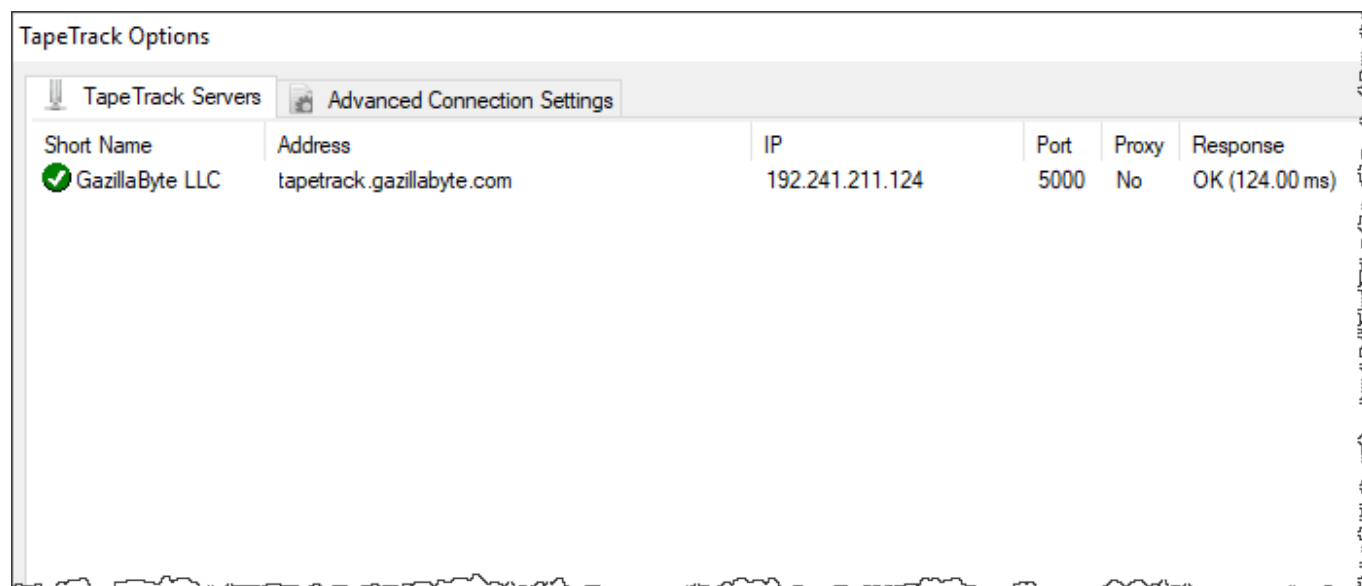 TapeTrack Options
TapeTrack Servers Advanced Connection Settings
Short Name Address IP Port Proxy Response
GazillaByte LLC tapetrack.gazillabyte.com 192.241.211.124 5000 No OK (124.00 ms)